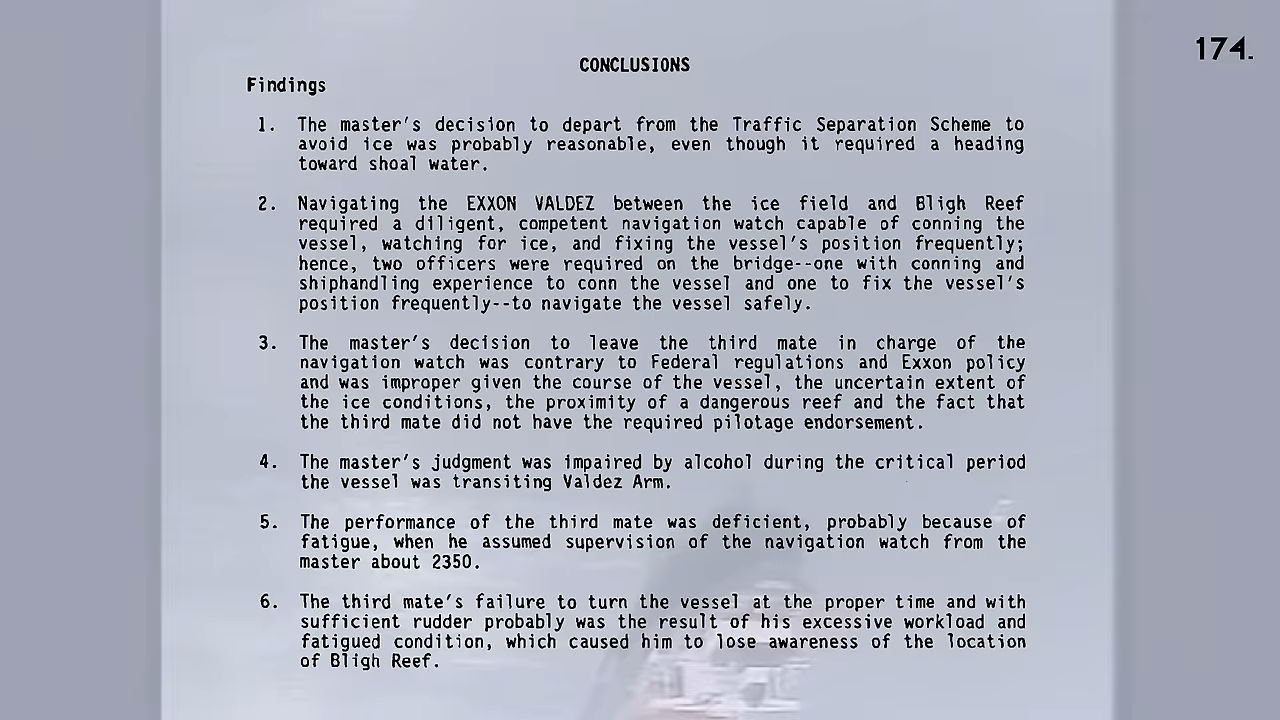 174.
CONCLUSIONS
Findings
1. The master's decision to depart from the Traffic Separation Scheme to
avoid ice was probably reasonable, even though it required a heading
toward shoal water.
2. Navigating the EXXON VALDEZ between the ice field and Bligh Reef
required a diligent, competent navigation watch capable of conning the
vessel, watching for ice, and fixing the vessel's position frequently;
hence, two officers were required on the bridge--one with conning and
shiphandling experience to conn the vessel and one to fix the vessel's
position frequently--to navigate the vessel safely.
3. The master's decision to leave the third mate in charge of the
navigation watch was contrary to Federal regulations and Exxon policy
and was improper given the course of the vessel, the uncertain extent of
the ice conditions, the proximity of a dangerous reef and the fact that
the third mate did not have the required pilotage endorsement.
4. The master's judgment was impaired by alcohol during the critical period
the vessel was transiting Valdez Arm.
5. The performance of the third mate was deficient, probably because of
fatigue, when he assumed supervision of the navigation watch from the
master about 2350.
6. The third mate's failure to turn the vessel at the proper time and with
sufficient rudder probably was the result of his excessive workload and
fatigued condition, which caused him to lose awareness of the location
of Bligh Reef.